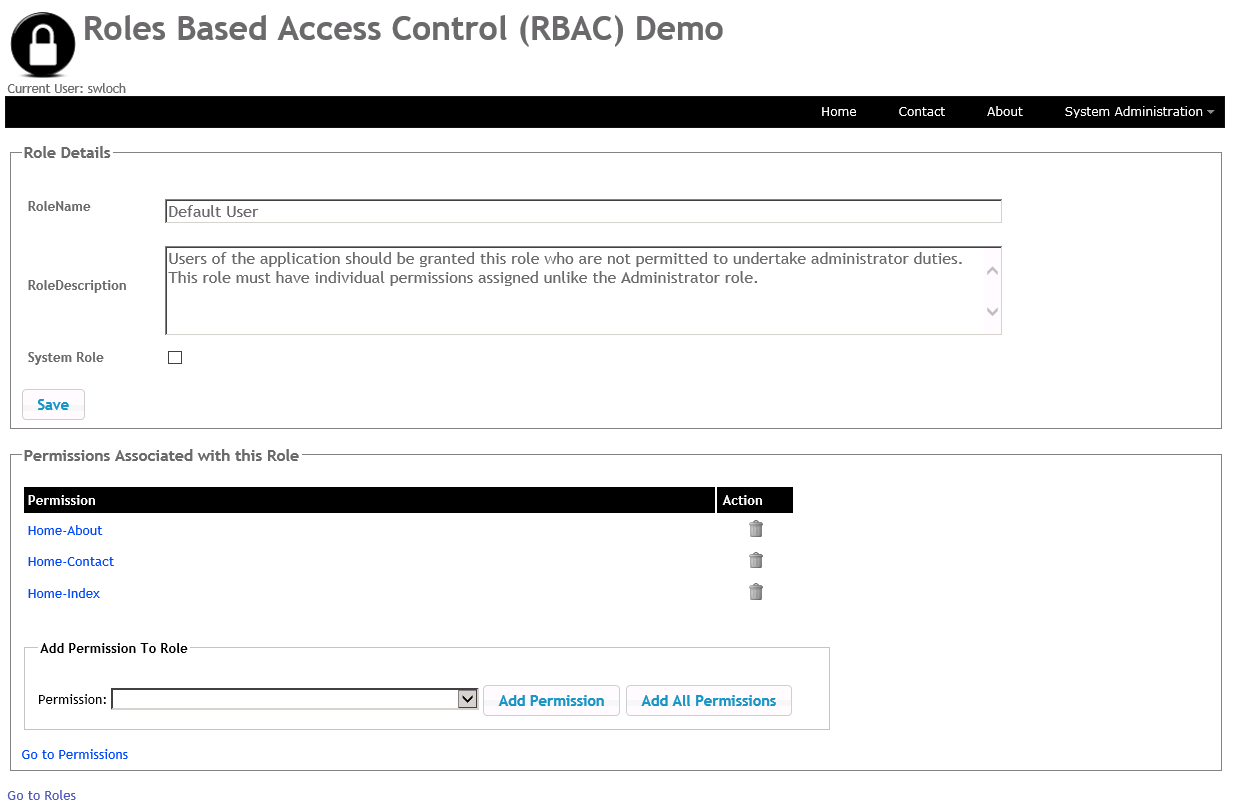 Roles Based Access Control (RBAC) Demo
Current User: swloch
Home Contact About System Administration
Role Details
RoleName Default User
RoleDescription
Users of the application should be granted this role who are not permitted to undertake administrator duties.
This role must have individual permissions assigned unlike the Administrator role.
System Role
Save
Permissions Associated with this Role
Permission Action
Home-About
Home-Contact
Home-Index
Add Permission To Role
Permission: Add Permission Add All Permissions
Go to Permissions
Go to Roles